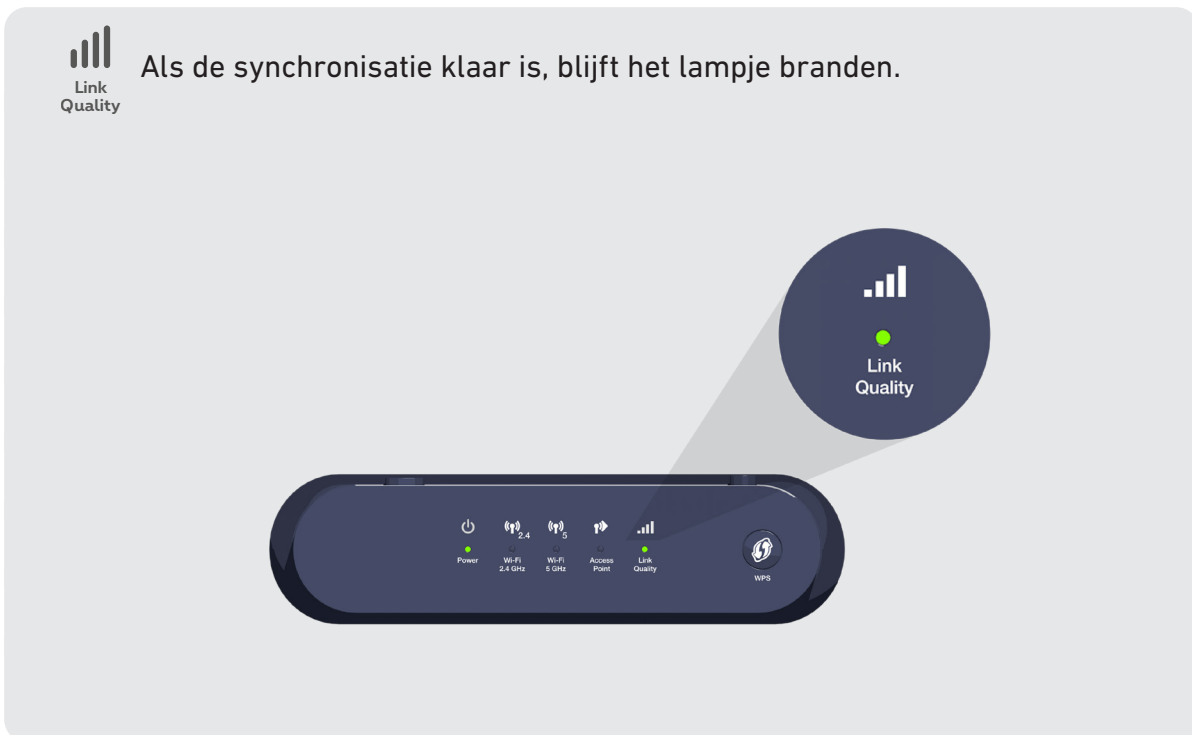 Link
Quality
Als de synchronisatie klaar is, blijft het lampje branden.
Link
Quality
2.4
5
Power
Wi-Fi
2.4 GHz
Wi-Fi
5 GHz
Access
Point
Link
Quality
WPS